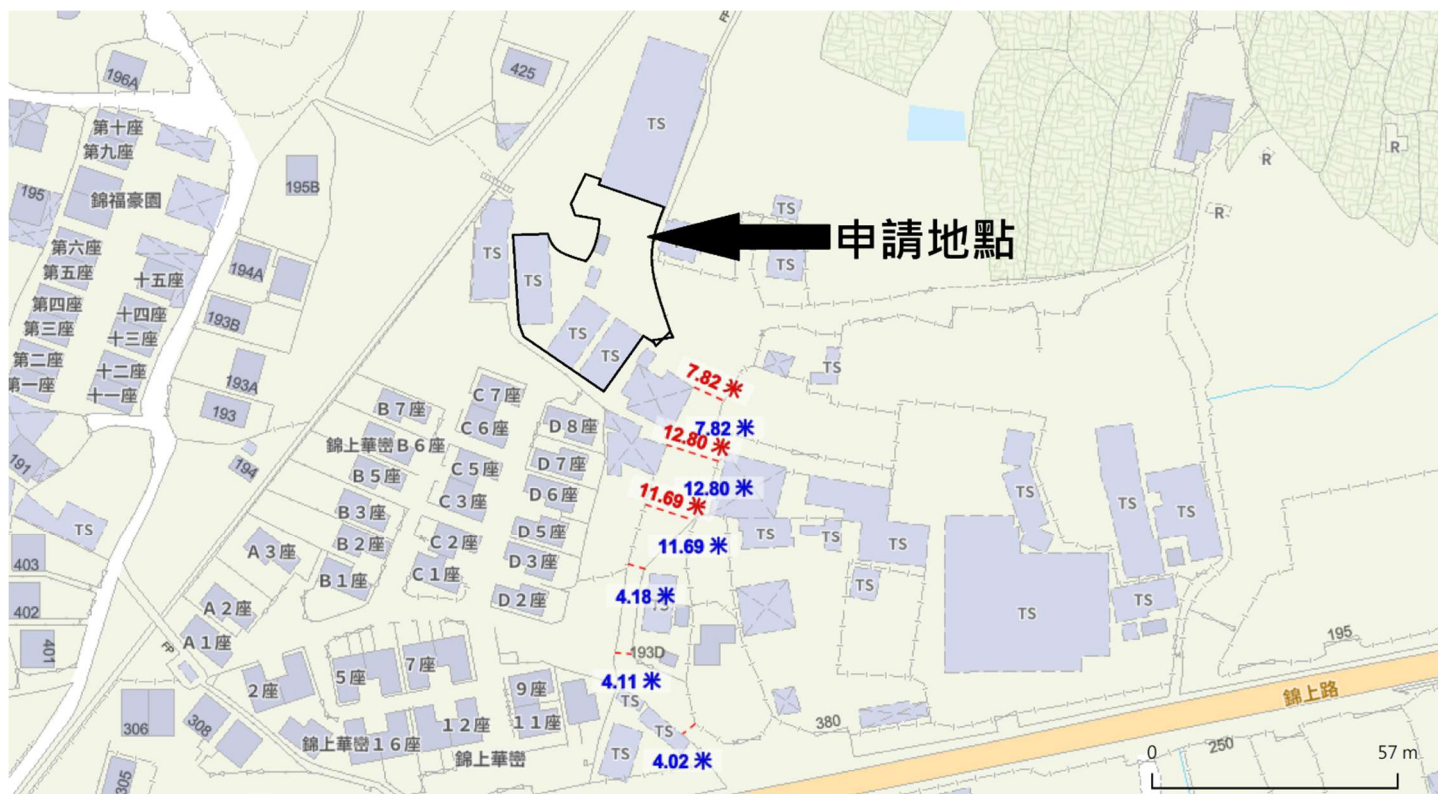 FP
196A
425
第十座
第九座
TS
195B
195
錦福豪園
R
R
R
TS
申請地點
第六座
第五座
194A
十五座
TS
TS
TS
第四座
第三座
193B
十四座
十三座
TS
TS
TS
第二座
第一座
十二座
十一座
193A
193
7.82 米
C 7座
B 7座
C 6座
D 8座
7.82 米
12.80 米
錦上華巒B 6座
191
194
C 5座
D 7座
B 5座
C 3座
D 6座
12.80 米
11.69 米
TS
TS
B 3座
TS
TS
TS
D 5座
TS
TS
B 2座
C 2座
11.69 米
A 3座
D 3座
403
B 1座
C 1座
TS
4.18 米
TS
TS
TS
402
A 2座
D 2座
A 1座
401
FP
193D
195
7座
5座
4.11 米
2座
9座
錦上路
TS
306
308
12座
11座
380
TS
錦上華巒16座
錦上華巒
TS
4.02 米
250
305
0
57 m